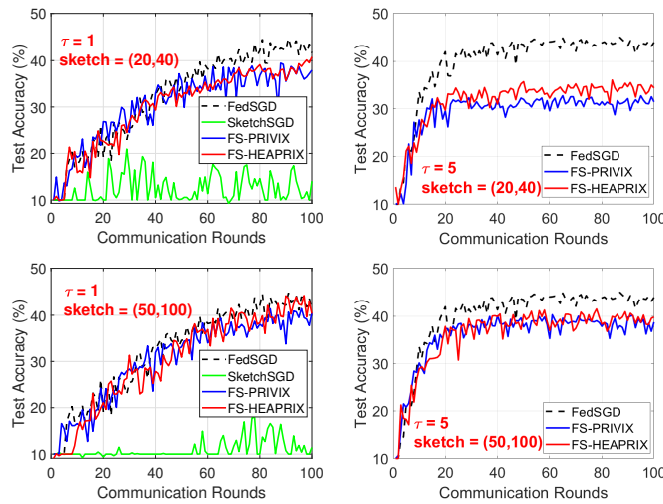 τ = 1
sketch = (20,40)
FedSGD
SketchSGD
FS-PRIVIX
FS-HEAPRIX
50
40
30
20
10
0
20
40
60
80
100
Test Accuracy (%)
Communication Rounds
τ = 5
sketch = (20,40)
FedSGD
FS-PRIVIX
FS-HEAPRIX
50
40
30
20
10
0
20
40
60
80
100
Test Accuracy (%)
Communication Rounds
τ = 1
sketch = (50,100)
FedSGD
SketchSGD
FS-PRIVIX
FS-HEAPRIX
50
40
30
20
10
0
20
40
60
80
100
Test Accuracy (%)
Communication Rounds
τ = 5
sketch = (50,100)
FedSGD
FS-PRIVIX
FS-HEAPRIX
50
40
30
20
10
0
20
40
60
80
100
Test Accuracy (%)
Communication Rounds